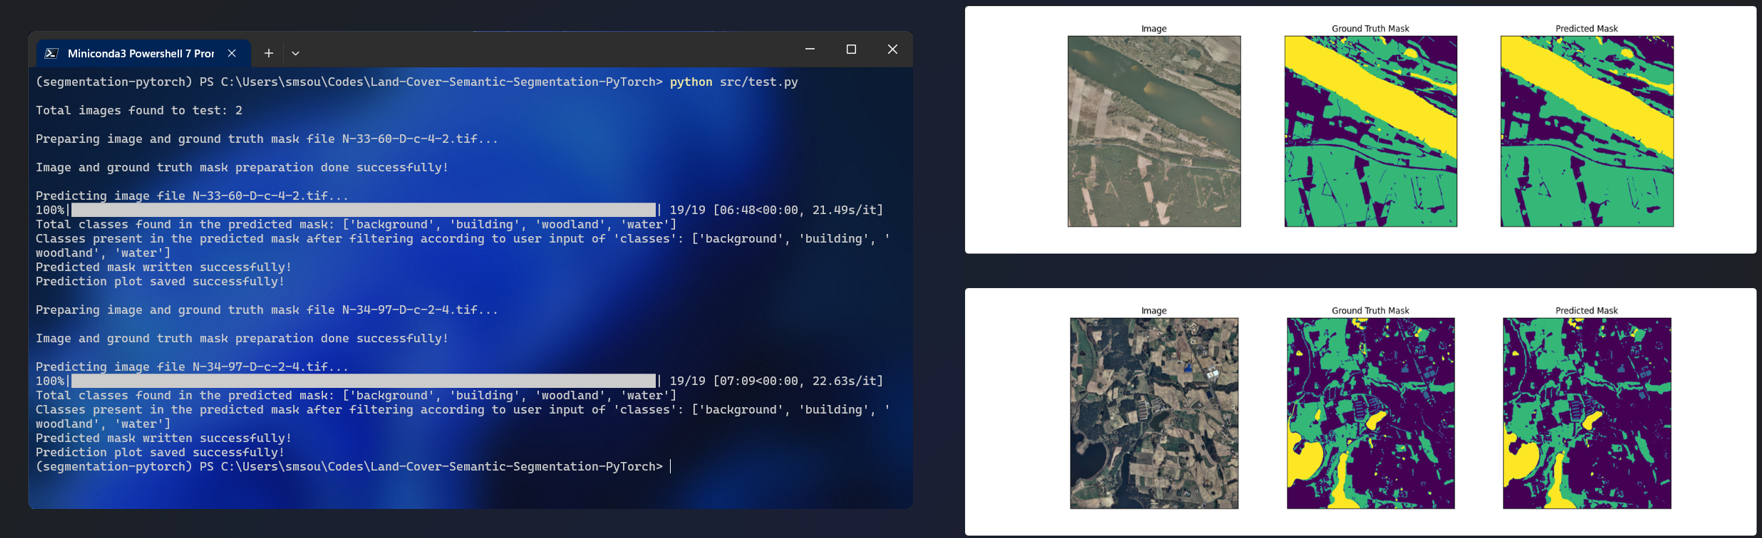 Miniconda3 Powershell 7 Pror
(segmentation-pytorch) PS C:\Users\smsou\Codes\Land-Cover-Semantic-Segmentation-PyTorch> python src/test.py
Total images found to test: 2
Preparing image and ground truth mask file N-33-60-D-c-4-2.tif...
Image and ground truth mask preparation done successfully!
Predicting image file N-33-60-D-c-4-2.tif...
100%| | 19/19 [06:48<00:00, 21.49s/it]
Total classes found in the predicted mask: ['background', 'building', 'woodland', 'water']
Classes present in the predicted mask after filtering according to user input of 'classes': ['background', 'building', '
woodland', 'water']
Predicted mask written successfully!
Prediction plot saved successfully!
Preparing image and ground truth mask file N-34-97-D-c-2-4.tif...
Image and ground truth mask preparation done successfully!
Predicting image file N-34-97-D-c-2-4.tif...
100%| | 19/19 [07:09<00:00, 22.63s/it]
Total classes found in the predicted mask: ['background', 'building', 'woodland', 'water']
Classes present in the predicted mask after filtering according to user input of 'classes': ['background', 'building', '
woodland', 'water']
Predicted mask written successfully!
Prediction plot saved successfully!
(segmentation-pytorch) PS C:\Users\smsou\Codes\Land-Cover-Semantic-Segmentation-PyTorch>
Image
Ground Truth Mask
Predicted Mask
Image
Ground Truth Mask
Predicted Mask